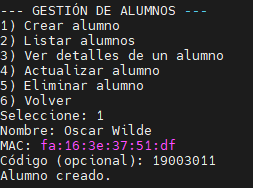 --- GESTIÓN DE ALUMNOS ---
1) Crear alumno
2) Listar alumnos
3) Ver detalles de un alumno
4) Actualizar alumno
5) Eliminar alumno
6) Volver
Seleccione: 1
Nombre: Oscar Wilde
MAC: fa:16:3e:37:51:df
Código (opcional): 19003011
Alumno creado.